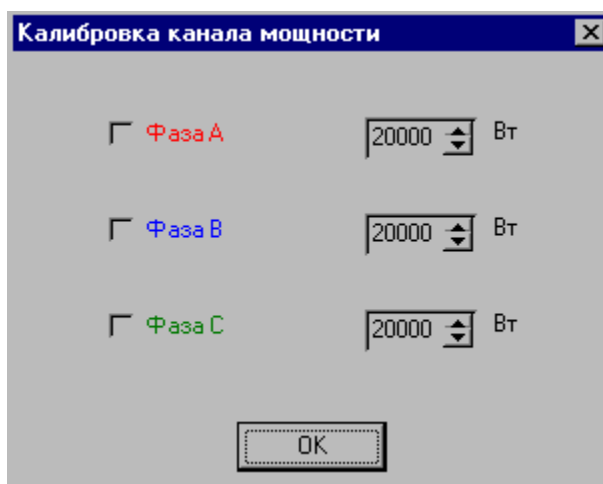 Калибровка канала мощности
Фаза А 20000 Вт
Фаза В 20000 Вт
Фаза С 20000 Вт
OK